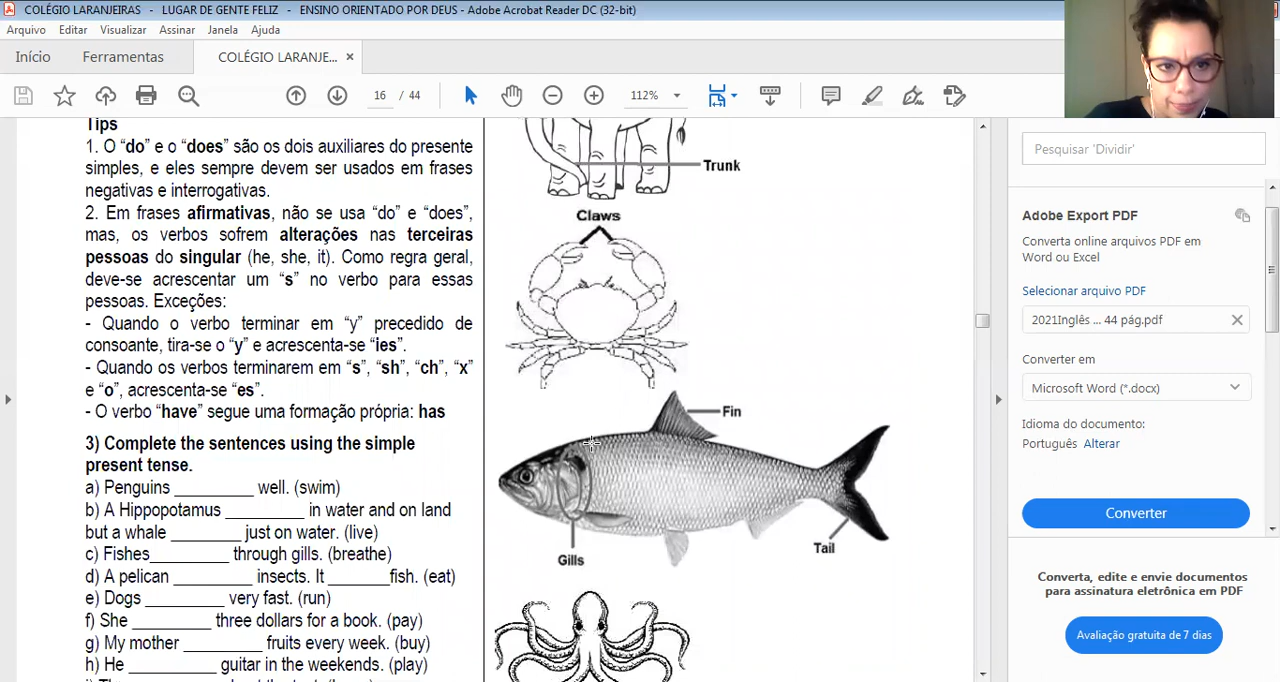 COLÉGIO LARANJEIRAS - LUGAR DE GENTE FELIZ - ENSINO ORIENTADO POR DEUS - Adobe Acrobat Reader DC (32-bit)
Arquivo Editar Visualizar Assinar Janela Ajuda
Início Ferramentas COLÉGIO LARANJE... ×
16 / 44 112%
Tips
1. O “do” e o “does” são os dois auxiliares do presente
simples, e eles sempre devem ser usados em frases
negativas e interrogativas.
2. Em frases afirmativas, não se usa “do” e “does”,
mas, os verbos sofrem alterações nas terceiras
pessoas do singular (he, she, it). Como regra geral,
deve-se acrescentar um “s” no verbo para essas
pessoas. Exceções:
- Quando o verbo terminar em “y” precedido de
consoante, tira-se o “y” e acrescenta-se “ies”.
- Quando os verbos terminarem em “s”, “sh”, “ch”, “x”
e “o”, acrescenta-se “es”.
- O verbo “have” segue uma formação própria: has
3) Complete the sentences using the simple
present tense.
a) Penguins _________ well. (swim)
b) A Hippopotamus _________ in water and on land
but a whale ________ just on water. (live)
c) Fishes_________ through gills. (breathe)
d) A pelican _________ insects. It _______fish. (eat)
e) Dogs _________ very fast. (run)
f) She _________ three dollars for a book. (pay)
g) My mother _________ fruits every week. (buy)
h) He __________ guitar in the weekends. (play)
Trunk
Claws
Fin
Gills
Tail
Pesquisar 'Dividir'
Adobe Export PDF
Converta online arquivos PDF em
Word ou Excel
Selecionar arquivo PDF
2021Inglês ... 44 pág.pdf
Converter em
Microsoft Word (*.docx)
Idioma do documento:
Português Alterar
Converter
Converta, edite e envie documentos
para assinatura eletrônica em PDF
Avaliação gratuita de 7 dias